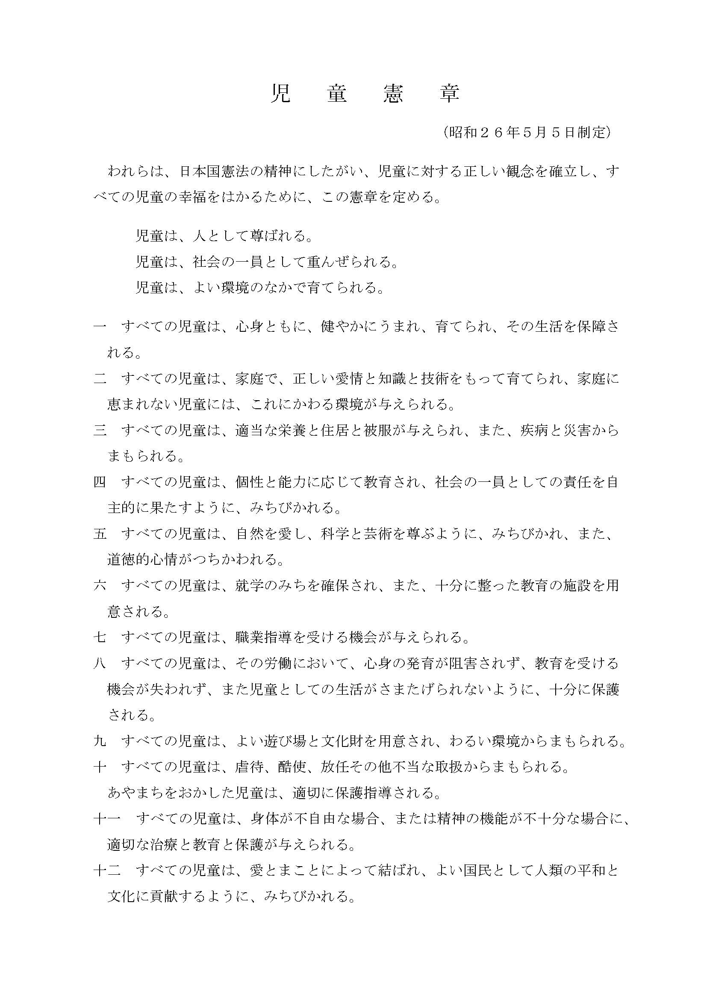 児　童　憲　章
（昭和２６年５月５日制定）
われらは、日本国憲法の精神にしたがい、児童に対する正しい観念を確立し、す
べての児童の幸福をはかるために、この憲章を定める。
児童は、人として尊ばれる。
児童は、社会の一員として重んぜられる。
児童は、よい環境のなかで育てられる。
一　すべての児童は、心身ともに、健やかにうまれ、育てられ、その生活を保障さ
れる。
二　すべての児童は、家庭で、正しい愛情と知識と技術をもって育てられ、家庭に
恵まれない児童には、これにかわる環境が与えられる。
三　すべての児童は、適当な栄養と住居と被服が与えられ、また、疾病と災害から
まもられる。
四　すべての児童は、個性と能力に応じて教育され、社会の一員としての責任を自
主的に果たすように、みちびかれる。
五　すべての児童は、自然を愛し、科学と芸術を尊ぶように、みちびかれ、また、
道徳的心情がつちかわれる。
六　すべての児童は、就学のみちを確保され、また、十分に整った教育の施設を用
意される。
七　すべての児童は、職業指導を受ける機会が与えられる。
八　すべての児童は、その労働において、心身の発育が阻害されず、教育を受ける
機会が失われず、また児童としての生活がさまたげられないように、十分に保護
される。
九　すべての児童は、よい遊び場と文化財を用意され、わるい環境からまもられる。
十　すべての児童は、虐待、酷使、放任その他不当な取扱からまもられる。
あやまちをおかした児童は、適切に保護指導される。
十一　すべての児童は、身体が不自由な場合、または精神の機能が不十分な場合に、
適切な治療と教育と保護が与えられる。
十二　すべての児童は、愛とまことによって結ばれ、よい国民として人類の平和と
文化に貢献するように、みちびかれる。